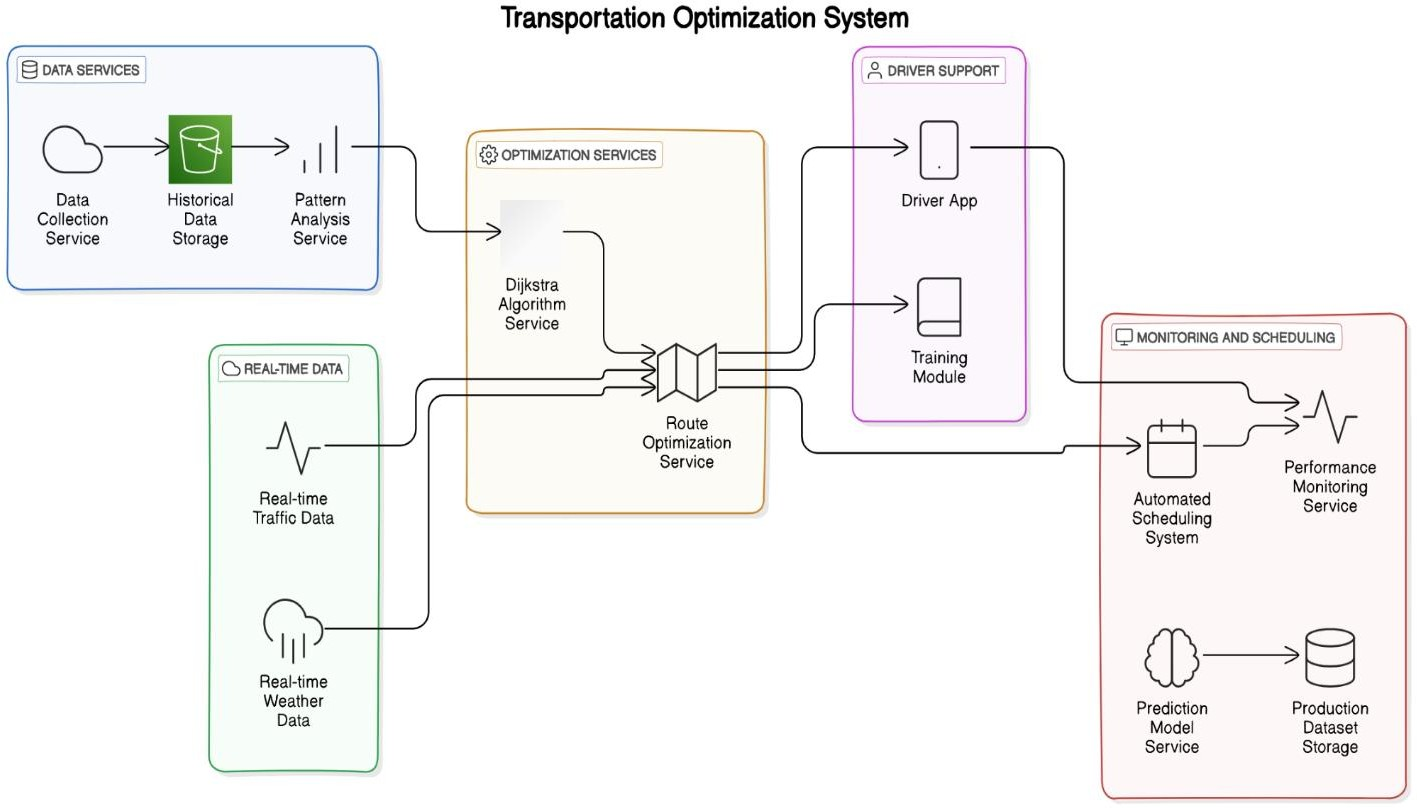 Transportation Optimization System
DATA SERVICES
Data
Collection
Service
Historical
Data
Storage
Pattern
Analysis
Service
OPTIMIZATION SERVICES
Dijkstra
Algorithm
Service
Route
Optimization
Service
REAL-TIME DATA
Real-time
Traffic Data
Real-time
Weather
Data
DRIVER SUPPORT
Driver App
Training
Module
MONITORING AND SCHEDULING
Automated
Scheduling
System
Performance
Monitoring
Service
Prediction
Model
Service
Production
Dataset
Storage